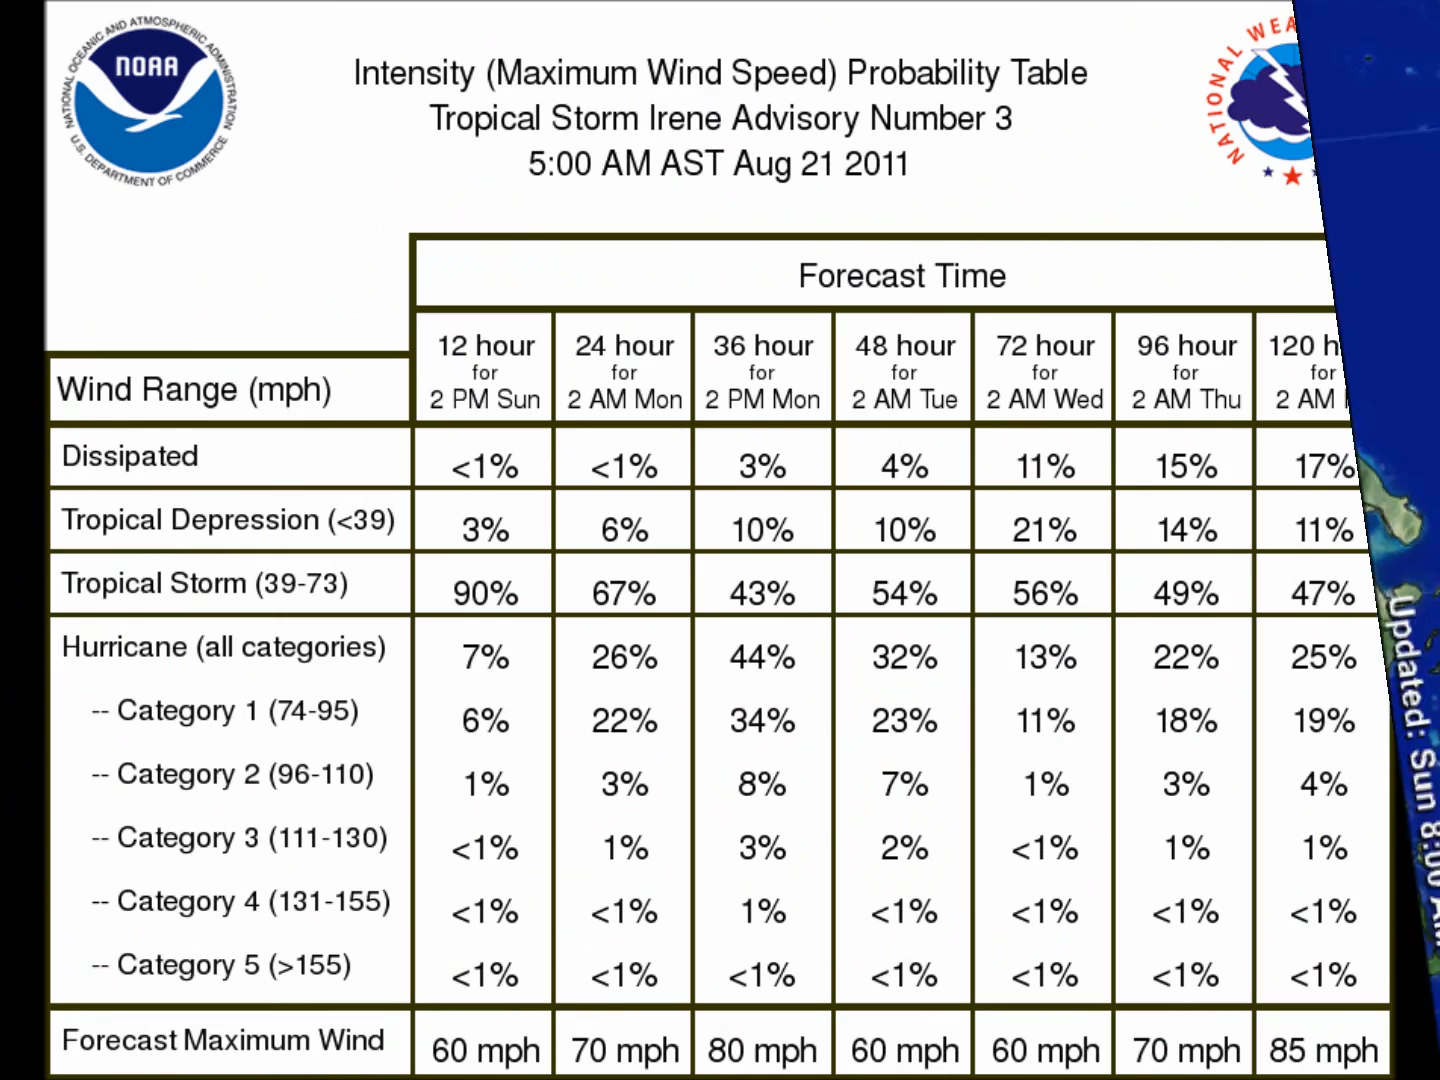 NATIONAL OCEANIC AND ATMOSPHERIC ADMINISTRATION
U.S. DEPARTMENT OF COMMERCE
NOAA
Intensity (Maximum Wind Speed) Probability Table
Tropical Storm Irene Advisory Number 3
5:00 AM AST Aug 21 2011
NATIONAL
Forecast Time
Wind Range (mph)
12 hour 24 hour 36 hour 48 hour 72 hour 96 hour 120
for for for for for for for
2 PM Sun 2 AM Mon 2 PM Mon 2 AM Tue 2 AM Wed 2 AM Thu 2 AM
Dissipated <1% <1% 3% 4% 11% 15% 17%
Tropical Depression (<39) 3% 6% 10% 10% 21% 14% 11%
Tropical Storm (39-73) 90% 67% 43% 54% 56% 49% 47%
Hurricane (all categories) 7% 26% 44% 32% 13% 22% 25%
-- Category 1 (74-95) 6% 22% 34% 23% 11% 18% 19%
-- Category 2 (96-110) 1% 3% 8% 7% 1% 3% 4%
-- Category 3 (111-130) <1% 1% 3% 2% <1% 1% 1%
-- Category 4 (131-155) <1% <1% 1% <1% <1% <1% <1%
-- Category 5 (>155) <1% <1% <1% <1% <1% <1% <1%
Forecast Maximum Wind 60 mph 70 mph 80 mph 60 mph 60 mph 70 mph 85 mph
Updated: Sun 8:00